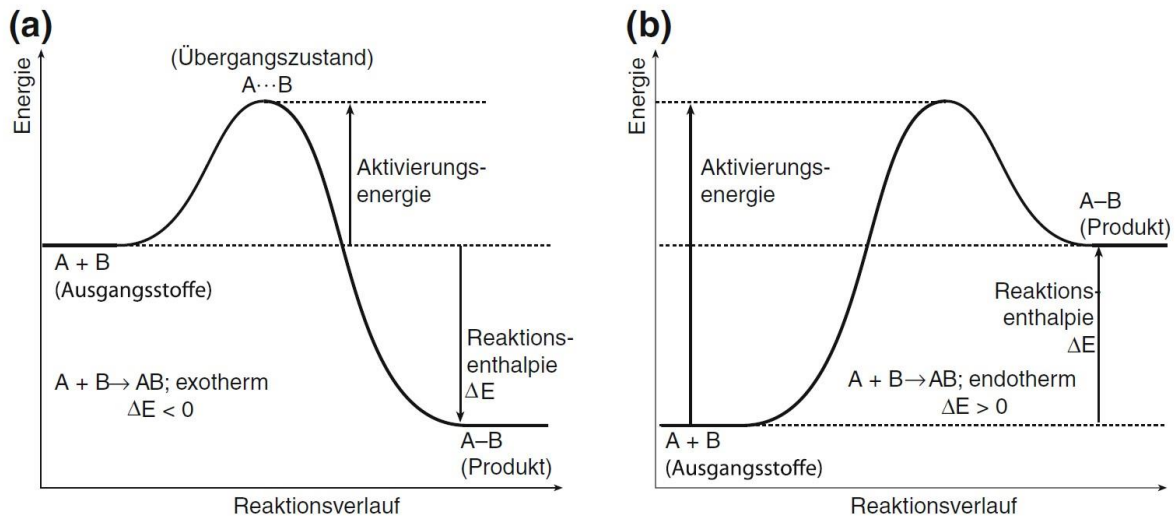 (a)
Energie
(Übergangszustand)
A···B
Aktivierungs-
energie
A + B
(Ausgangsstoffe)
Reaktions-
enthalpie
ΔE
A + B → AB; exotherm
ΔE < 0
A–B
(Produkt)
Reaktionsverlauf
(b)
Energie
Aktivierungs-
energie
A–B
(Produkt)
Reaktions-
enthalpie
ΔE
A + B → AB; endotherm
ΔE > 0
A + B
(Ausgangsstoffe)
Reaktionsverlauf